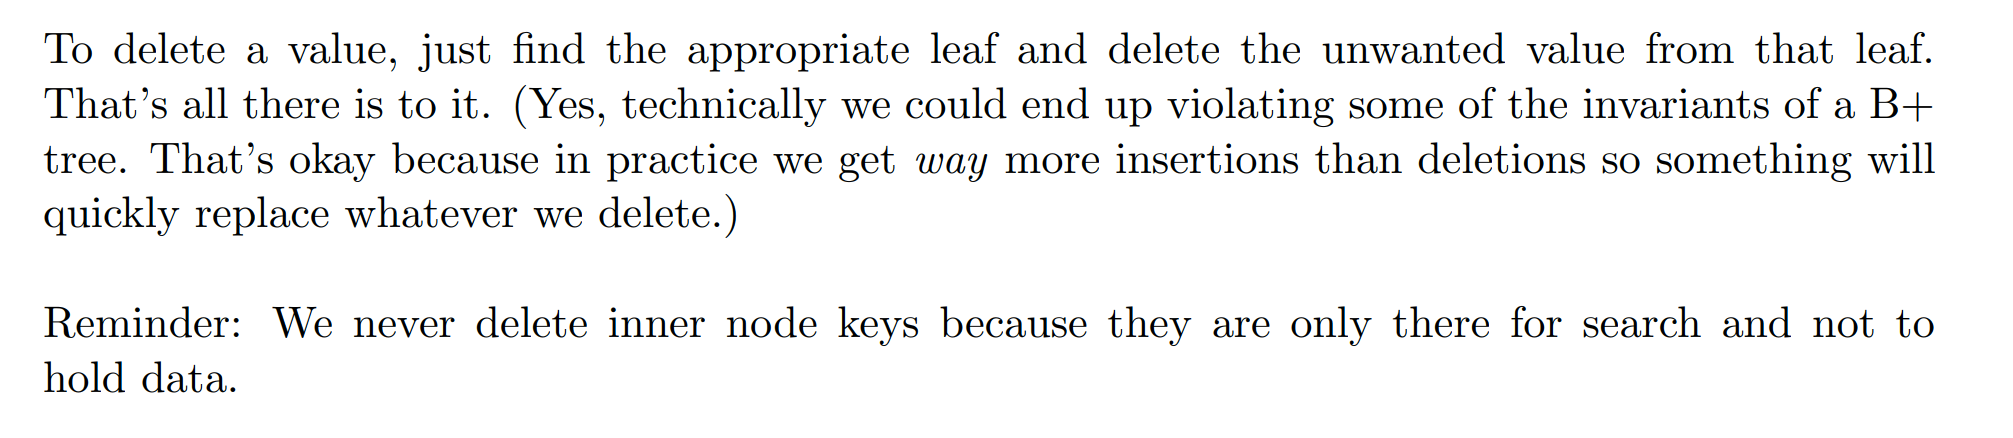 To delete a value, just find the appropriate leaf and delete the unwanted value from that leaf.
That's all there is to it. (Yes, technically we could end up violating some of the invariants of a B+
tree. That's okay because in practice we get way more insertions than deletions so something will
quickly replace whatever we delete.)
Reminder: We never delete inner node keys because they are only there for search and not to
hold data.